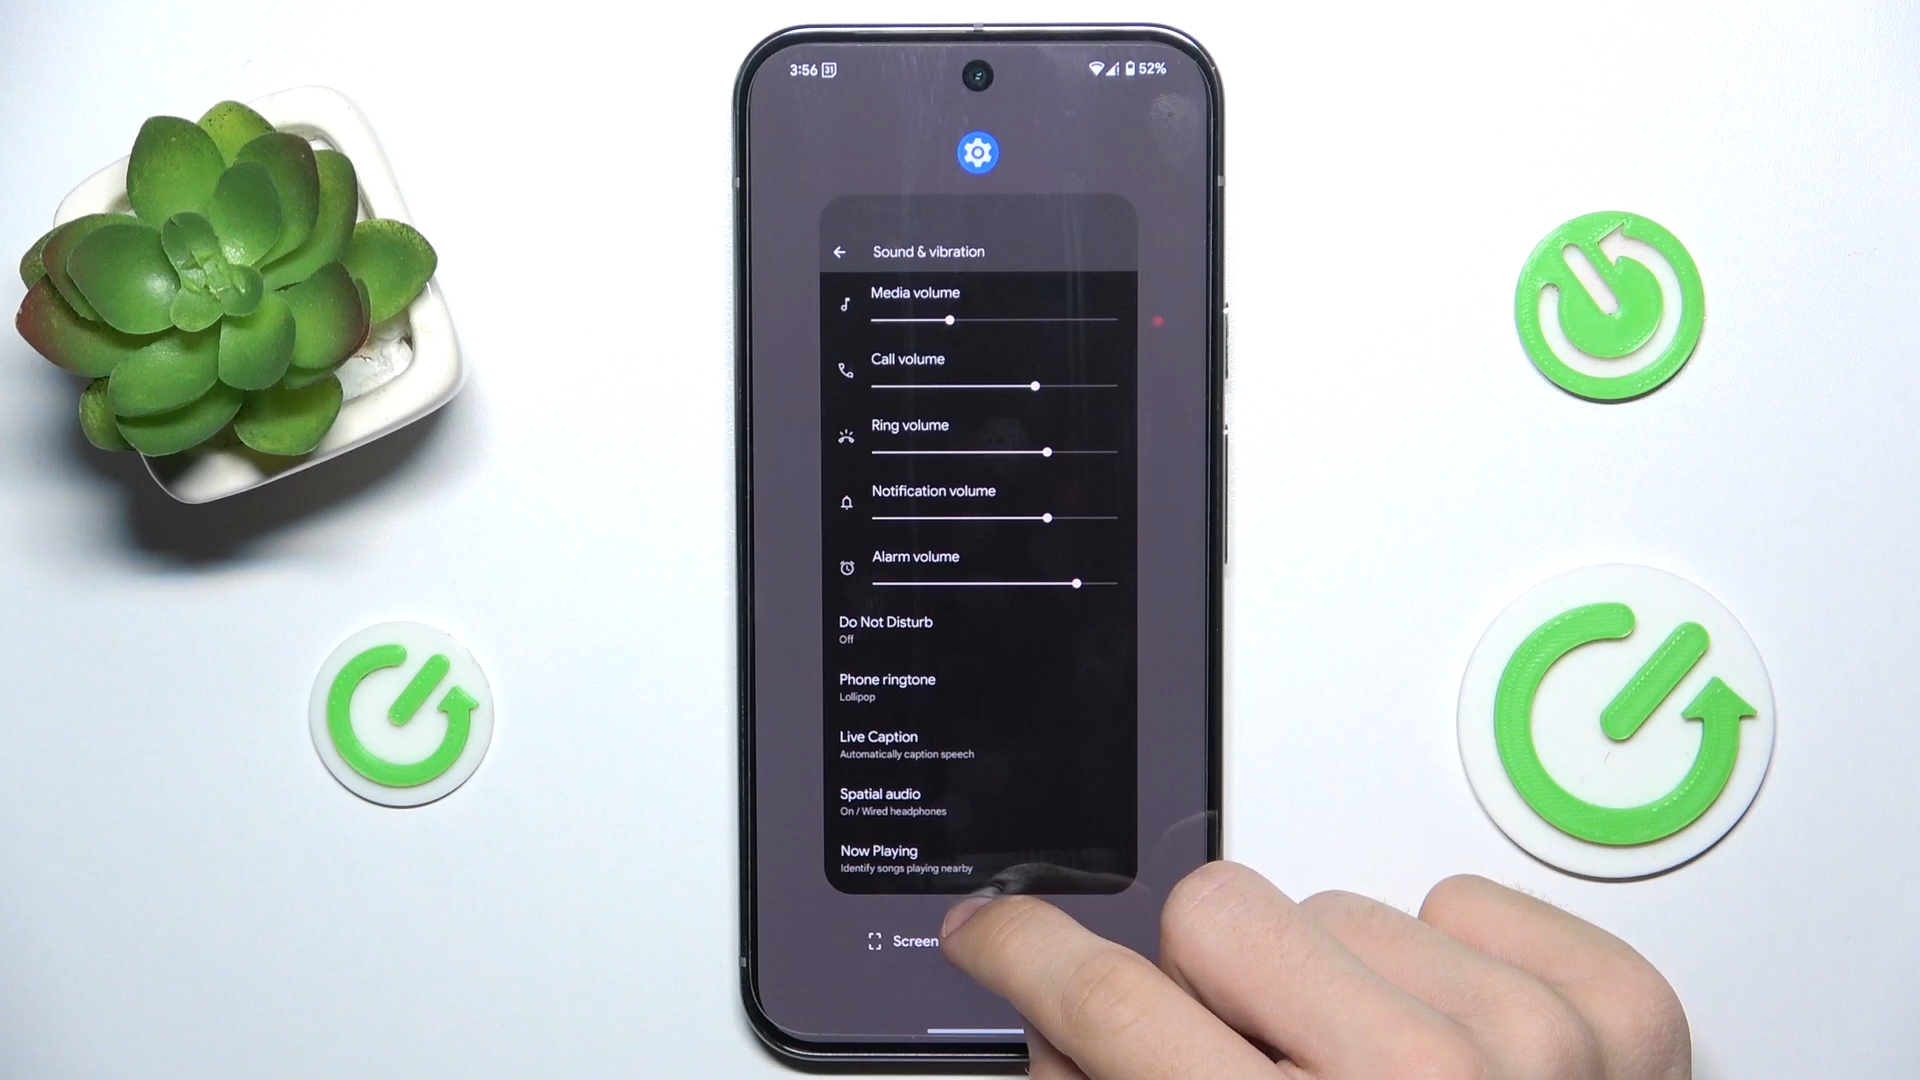 3:56 31 52%
Sound & vibration
Media volume
Call volume
Ring volume
Notification volume
Alarm volume
Do Not Disturb
Off
Phone ringtone
Lollipop
Live Caption
Automatically caption speech
Spatial audio
On / Wired headphones
Now Playing
Identify songs playing nearby
Screen